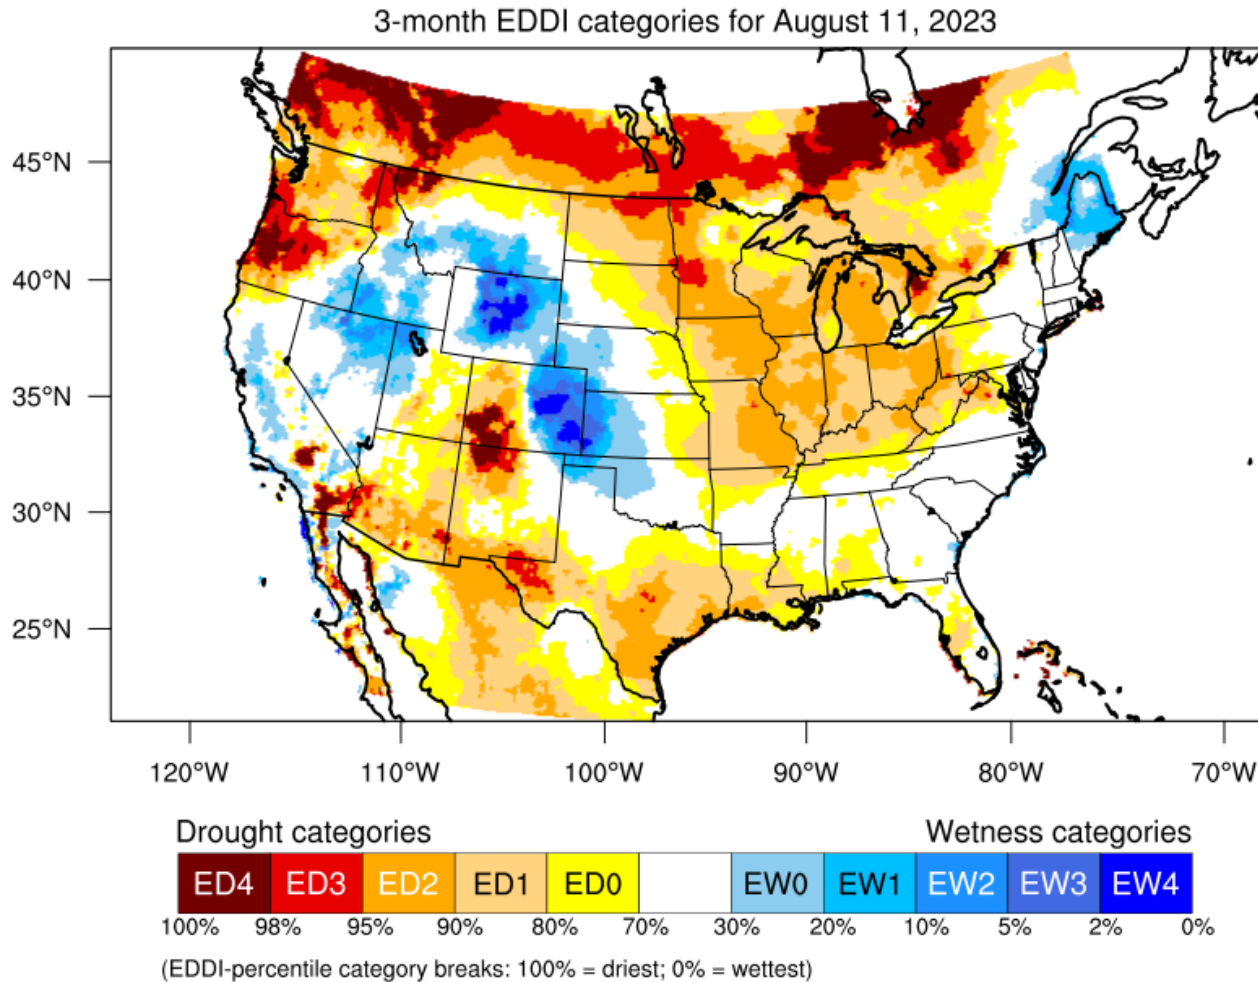 3-month EDDI categories for August 11, 2023
45°N
40°N
35°N
30°N
25°N
120°W 110°W 100°W 90°W 80°W 70°W
Drought categories Wetness categories
ED4 ED3 ED2 ED1 ED0 EW0 EW1 EW2 EW3 EW4
100% 98% 95% 90% 80% 70% 30% 20% 10% 5% 2% 0%
(EDDI-percentile category breaks: 100% = driest; 0% = wettest)